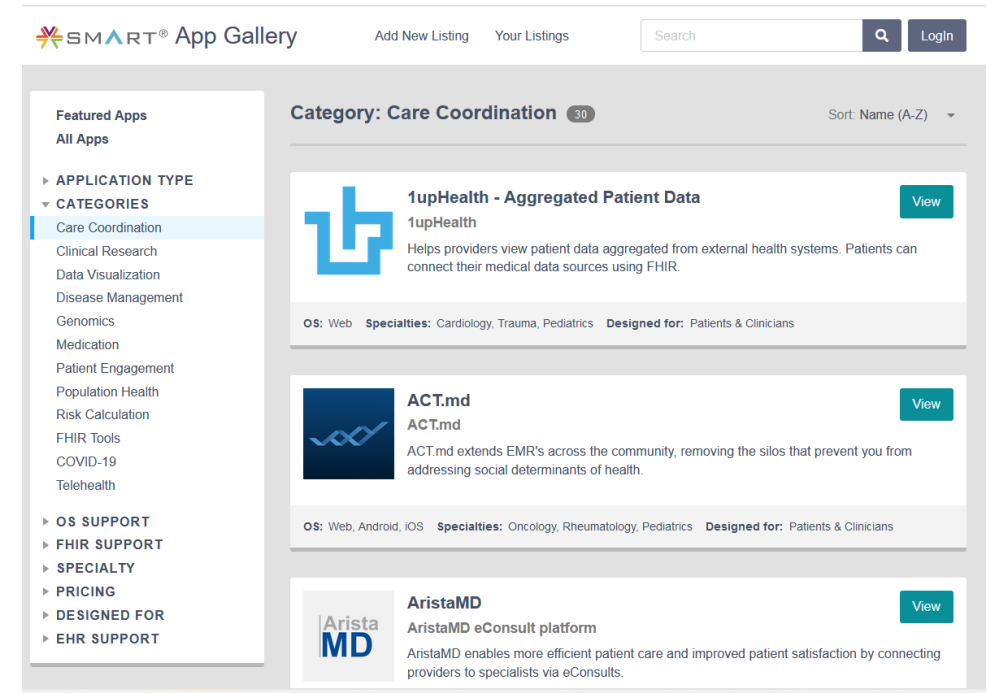 SMART® App Gallery
Add New Listing
Your Listings
Search
LogIn
Featured Apps
All Apps
APPLICATION TYPE
CATEGORIES
Care Coordination
Clinical Research
Data Visualization
Disease Management
Genomics
Medication
Patient Engagement
Population Health
Risk Calculation
FHIR Tools
COVID-19
Telehealth
OS SUPPORT
FHIR SUPPORT
SPECIALTY
PRICING
DESIGNED FOR
EHR SUPPORT
Category: Care Coordination 30
Sort: Name (A-Z)
1upHealth - Aggregated Patient Data
1upHealth
Helps providers view patient data aggregated from external health systems. Patients can
connect their medical data sources using FHIR.
View
OS: Web Specialties: Cardiology, Trauma, Pediatrics Designed for: Patients & Clinicians
ACT.md
ACT.md
ACT.md extends EMR's across the community, removing the silos that prevent you from
addressing social determinants of health.
View
OS: Web, Android, iOS Specialties: Oncology, Rheumatology, Pediatrics Designed for: Patients & Clinicians
Arista
MD
AristaMD
AristaMD eConsult platform
AristaMD enables more efficient patient care and improved patient satisfaction by connecting
providers to specialists via eConsults.
View